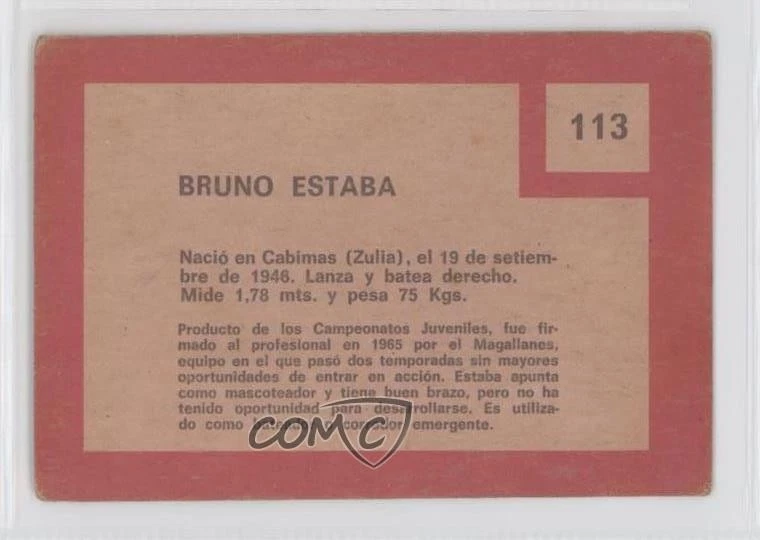 113
BRUNO ESTABA
Nació en Cabimas (Zulia), el 19 de setiem-
bre de 1946. Lanza y batea derecho.
Mide 1,78 mts. y pesa 75 Kgs.
Producto de los Campeonatos Juveniles, fue fir-
mado al profesional en 1965 por el Magallanes,
equipo en el que pasó dos temporadas sin mayores
oportunidades de entrar en acción. Estaba apunta
como mascoteador y tiene buen brazo, pero no ha
tenido oportunidad para desarrollarse. Es utiliza-
do como bateador o corredor emergente.
COMC